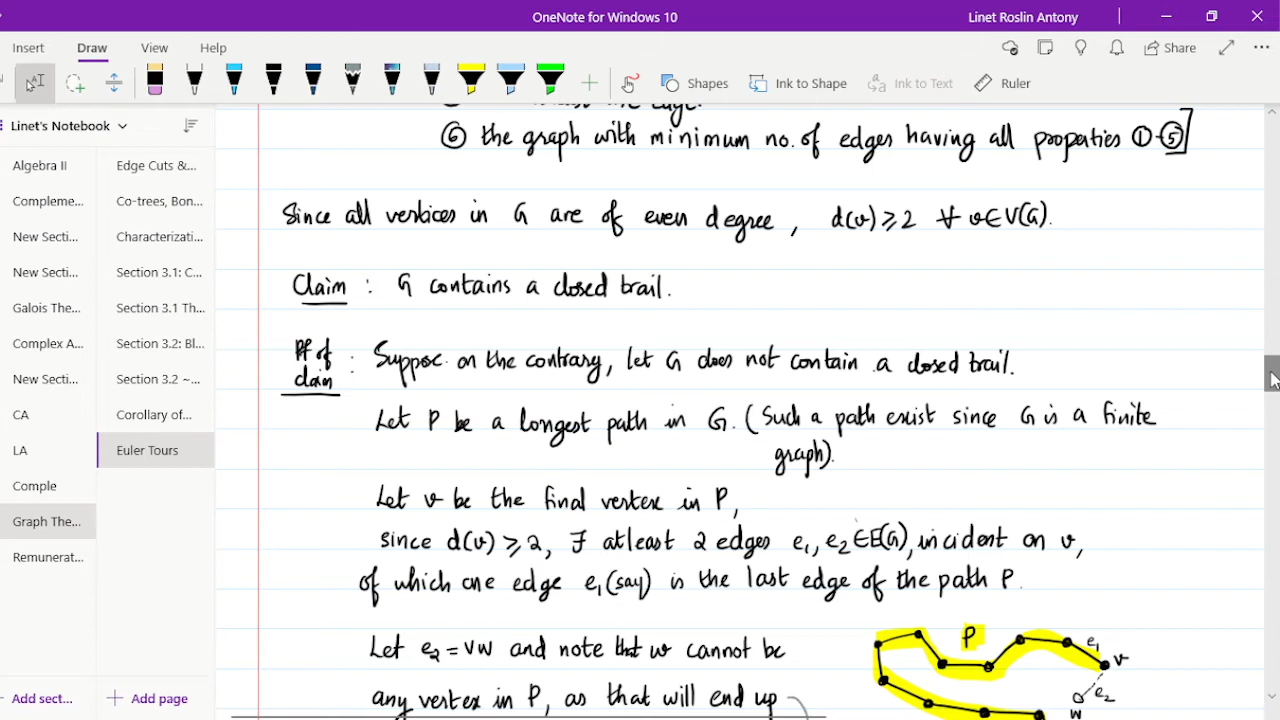 OneNote for Windows 10
Linet Roslin Antony
Insert
Draw
View
Help
Share
Shapes
Ink to Shape
Ink to Text
Ruler
Linet's Notebook
Algebra II
Compleme...
New Secti...
New Secti...
Galois The...
Complex A...
New Secti...
CA
LA
Comple
Graph The...
Remunerat...
Add sect...
Edge Cuts &...
Co-trees, Bon...
Characterizati...
Section 3.1: C...
Section 3.1 Th...
Section 3.2: Bl...
Section 3.2 ~...
Corollary of...
Euler Tours
Add page
edge.
⑥ the graph with minimum no. of edges having all properties ①-⑤]
Since all vertices in G are of even degree, d(v) ≥ 2 ∀ v∈V(G).
Claim : G contains a closed trail.
Pf of claim : Suppose on the contrary, let G does not contain a closed trail.
Let P be a longest path in G. (Such a path exist since G is a finite
graph).
Let v be the final vertex in P,
since d(v) ≥ 2, ∃ atleast 2 edges e₁, e₂ ∈ E(G), incident on v,
of which one edge e₁ (say) is the last edge of the path P.
Let e₂ = vw and note that w cannot be
any vertex in P, as that will end up
P
e₁
v
e₂
w